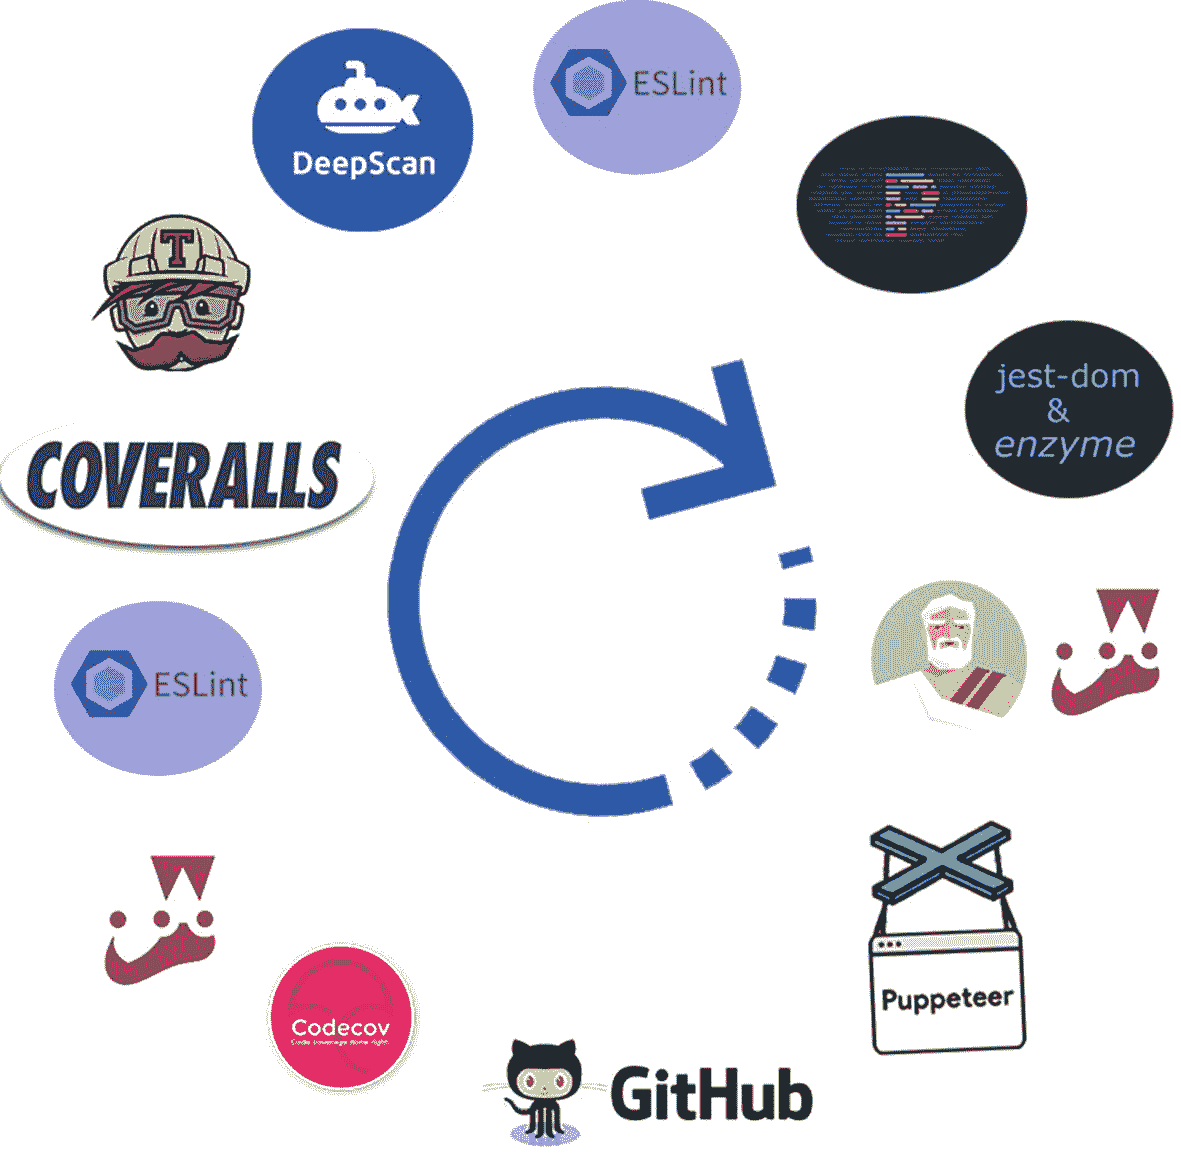 ESLint
DeepScan
T
jest-dom
&
enzyme
COVERALLS
ESLint
Puppeteer
Codecov
GitHub